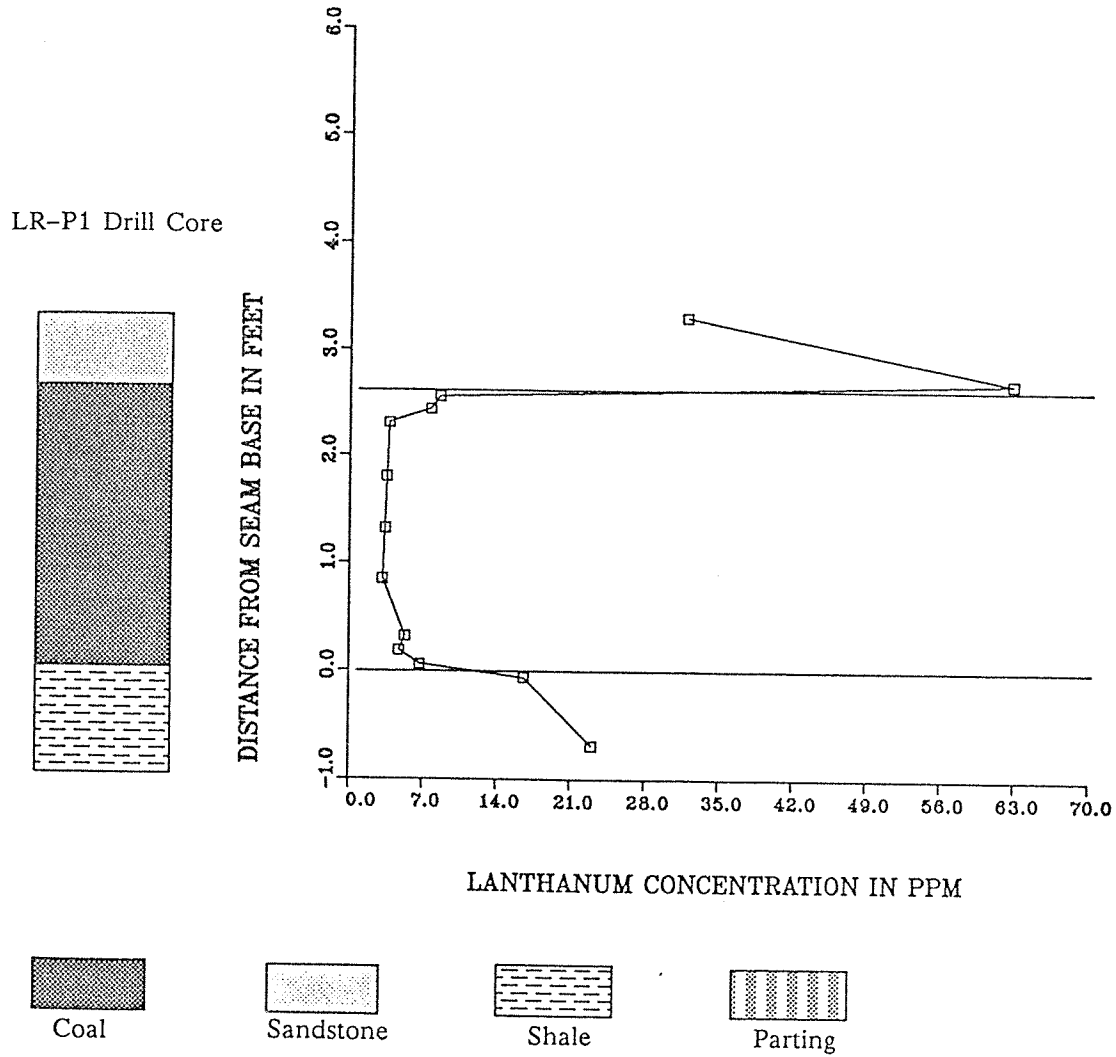 LR-P1 Drill Core
DISTANCE FROM SEAM BASE IN FEET
6.0
5.0
4.0
3.0
2.0
1.0
0.0
-1.0
0.0 7.0 14.0 21.0 28.0 35.0 42.0 49.0 56.0 63.0 70.0
LANTHANUM CONCENTRATION IN PPM
Coal Sandstone Shale Parting